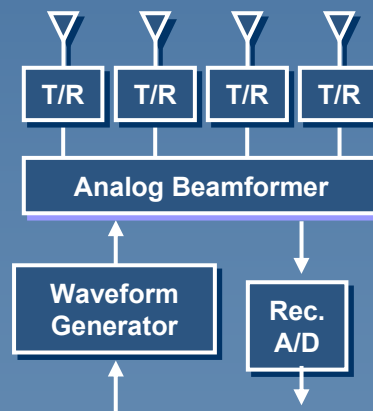 T/R T/R T/R T/R
Analog Beamformer
Waveform
Generator
Rec.
A/D